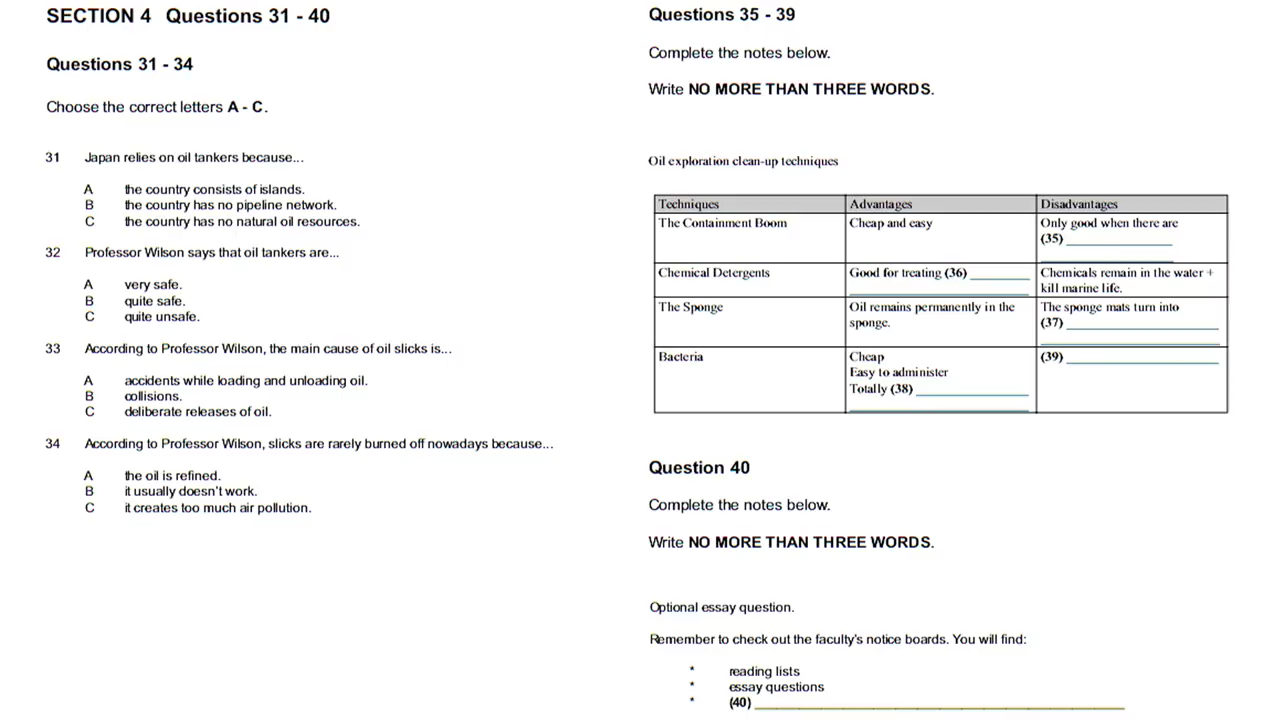 SECTION 4 Questions 31 - 40
Questions 31 - 34
Choose the correct letters A - C.
31 Japan relies on oil tankers because...
A the country consists of islands.
B the country has no pipeline network.
C the country has no natural oil resources.
32 Professor Wilson says that oil tankers are...
A very safe.
B quite safe.
C quite unsafe.
33 According to Professor Wilson, the main cause of oil slicks is...
A accidents while loading and unloading oil.
B collisions.
C deliberate releases of oil.
34 According to Professor Wilson, slicks are rarely burned off nowadays because...
A the oil is refined.
B it usually doesn't work.
C it creates too much air pollution.
Questions 35 - 39
Complete the notes below.
Write NO MORE THAN THREE WORDS.
Oil exploration clean-up techniques
Techniques Advantages Disadvantages
The Containment Boom Cheap and easy Only good when there are
(35)
Chemical Detergents Good for treating (36) Chemicals remain in the water +
kill marine life.
The Sponge Oil remains permanently in the The sponge mats turn into
sponge. (37)
Bacteria Cheap (39)
Easy to administer
Totally (38)
Question 40
Complete the notes below.
Write NO MORE THAN THREE WORDS.
Optional essay question.
Remember to check out the faculty's notice boards. You will find:
* reading lists
* essay questions
* (40)